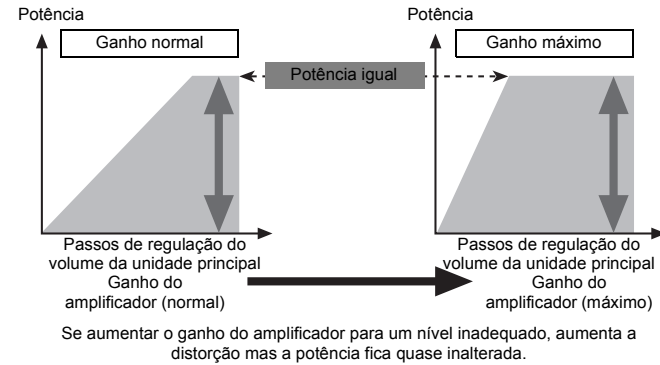 Potência
Ganho normal
Potência
Ganho máximo
Potência igual
Passos de regulação do
volume da unidade principal
Ganho do
amplificador (normal)
Passos de regulação do
volume da unidade principal
Ganho do
amplificador (máximo)
Se aumentar o ganho do amplificador para um nível inadequado, aumenta a
distorção mas a potência fica quase inalterada.